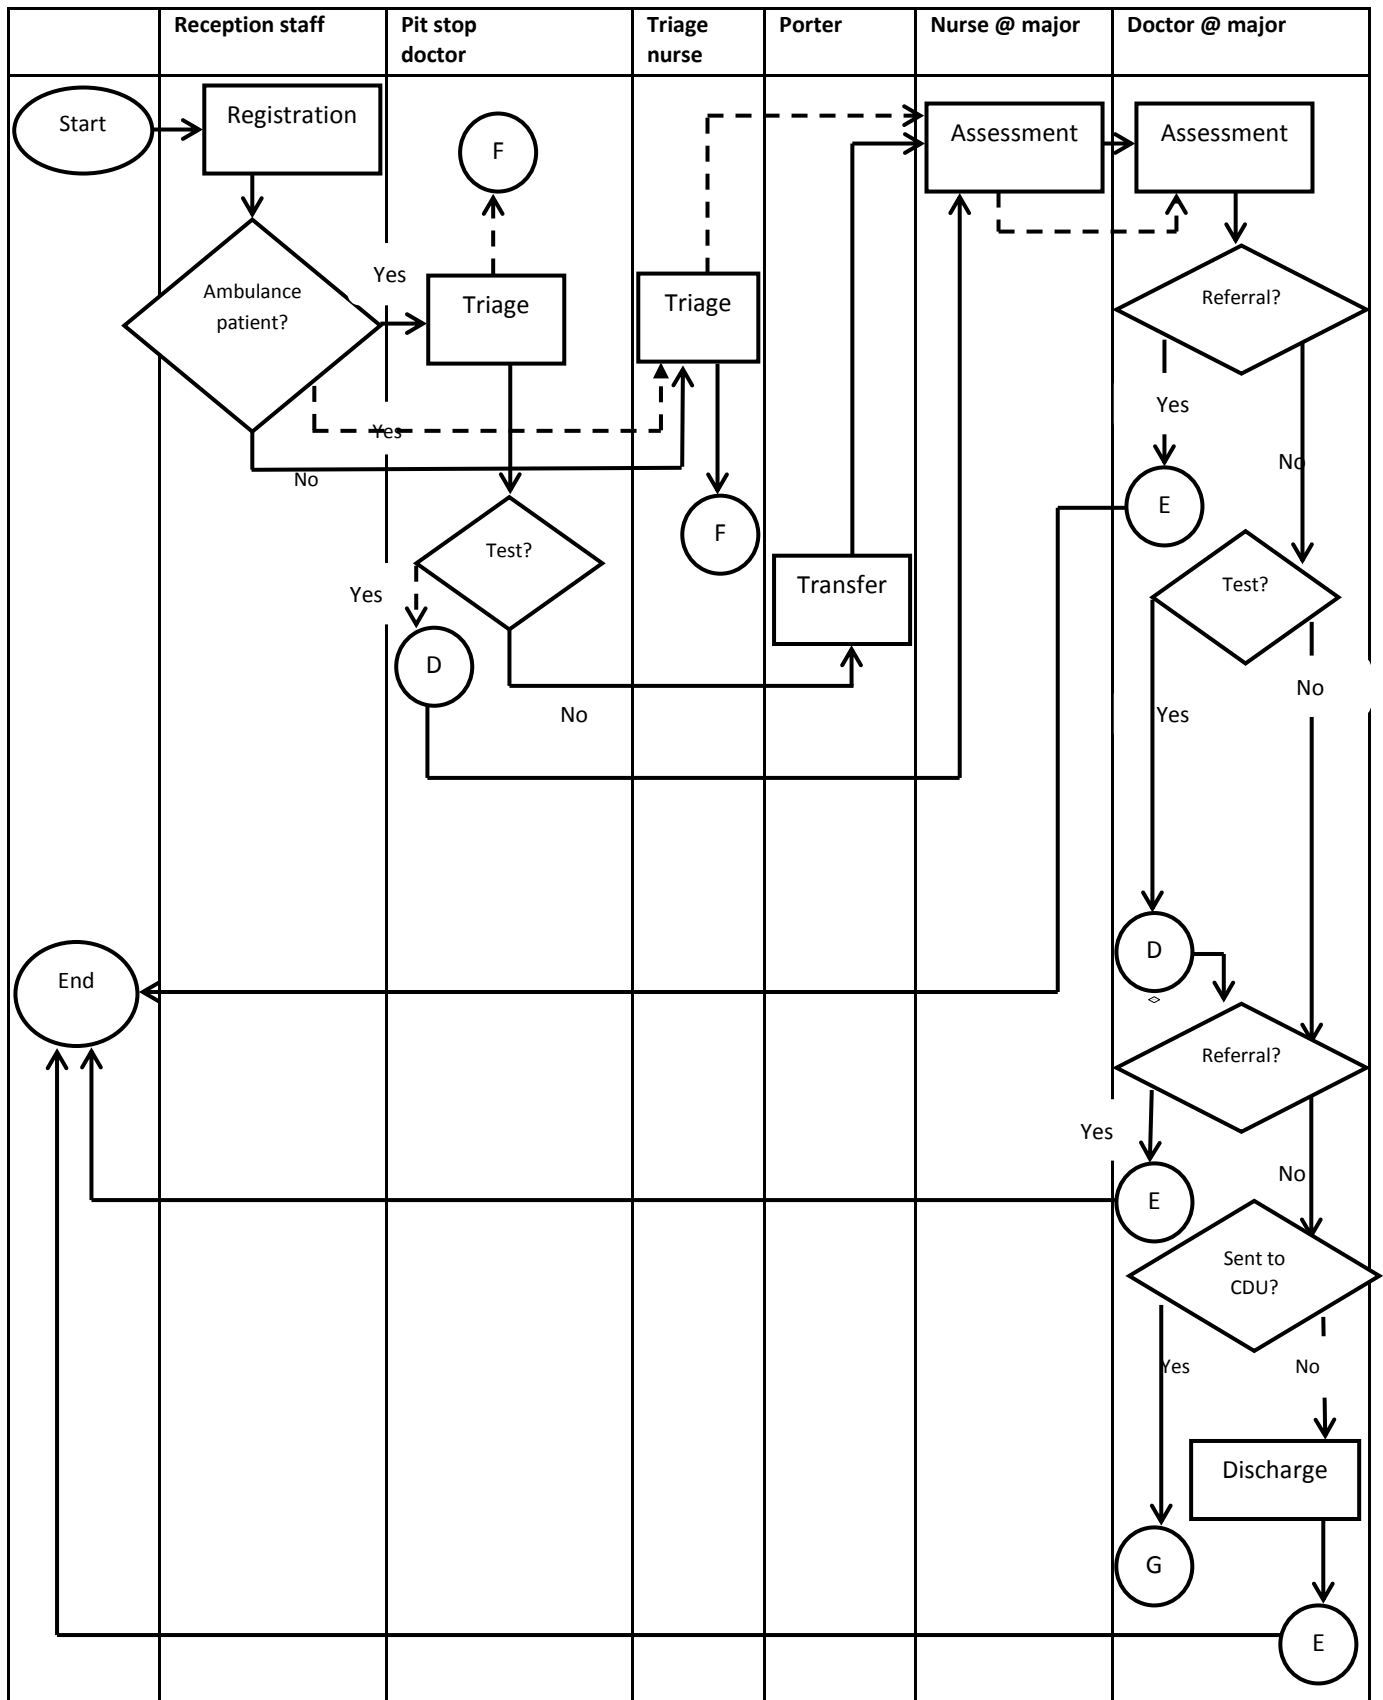 Reception staff
Pit stop
doctor
Triage
nurse
Porter
Nurse @ major
Doctor @ major
Start
Registration
F
Assessment
Assessment
Ambulance
patient?
Yes
Triage
Triage
Referral?
Yes
No
Yes
No
Test?
F
E
Yes
Transfer
Test?
D
No
No
Yes
D
End
Referral?
Yes
No
E
Sent to
CDU?
Yes
No
Discharge
G
E